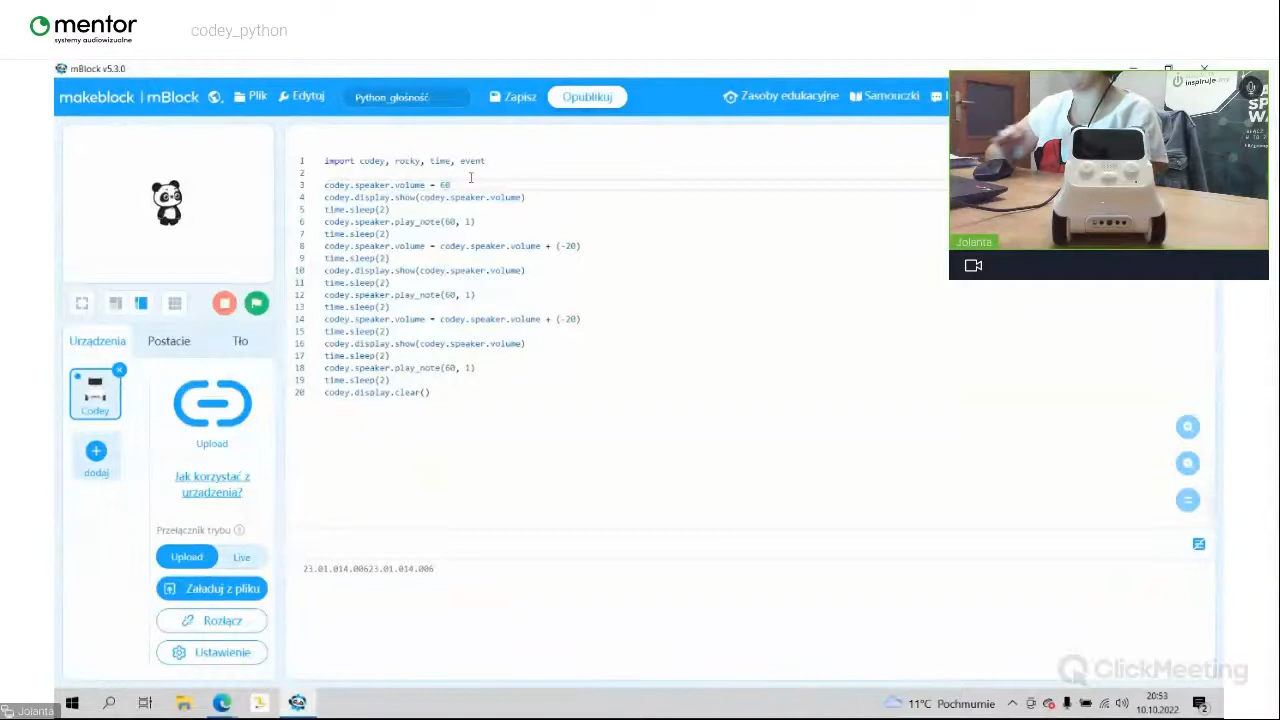 mentor
systemy audiowizualne
codey_python
mBlock v5.3.0
makeblock | mBlock
Plik
Edytuj
Python_głośność
Zapisz
Opublikuj
Zasoby edukacyjne
Samouczki
inspiruje
Jolanta
1 import codey, rocky, time, event
2
3 codey.speaker.volume = 60
4 codey.display.show(codey.speaker.volume)
5 time.sleep(2)
6 codey.speaker.play_note(60, 1)
7 time.sleep(2)
8 codey.speaker.volume = codey.speaker.volume + (-20)
9 time.sleep(2)
10 codey.display.show(codey.speaker.volume)
11 time.sleep(2)
12 codey.speaker.play_note(60, 1)
13 time.sleep(2)
14 codey.speaker.volume = codey.speaker.volume + (-20)
15 time.sleep(2)
16 codey.display.show(codey.speaker.volume)
17 time.sleep(2)
18 codey.speaker.play_note(60, 1)
19 time.sleep(2)
20 codey.display.clear()
Urządzenia
Postacie
Tło
Codey
dodaj
Upload
Jak korzystać z
urządzenia?
Przełącznik trybu
Upload
Live
Załaduj z pliku
Rozłącz
Ustawienie
23.01.014.00623.01.014.006
ClickMeeting
Jolanta
11°C Pochmurnie
20:53
10.10.2022
2